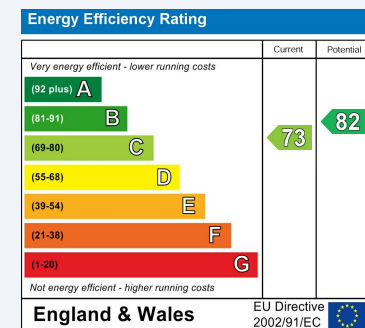 Energy Efficiency Rating
Current Potential
Very energy efficient - lower running costs
(92 plus) A
(81-91) B
(69-80) C
(55-68) D
(39-54) E
(21-38) F
(1-20) G
73
82
Not energy efficient - higher running costs
England & Wales
EU Directive
2002/91/EC